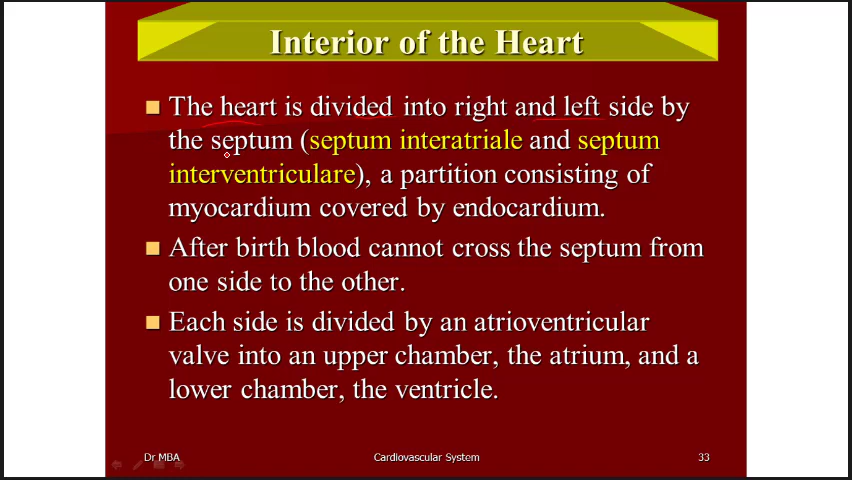 Interior of the Heart
The heart is divided into right and left side by
the septum (septum interatriale and septum
interventriculare), a partition consisting of
myocardium covered by endocardium.
After birth blood cannot cross the septum from
one side to the other.
Each side is divided by an atrioventricular
valve into an upper chamber, the atrium, and a
lower chamber, the ventricle.
Dr MBA
Cardiovascular System
33